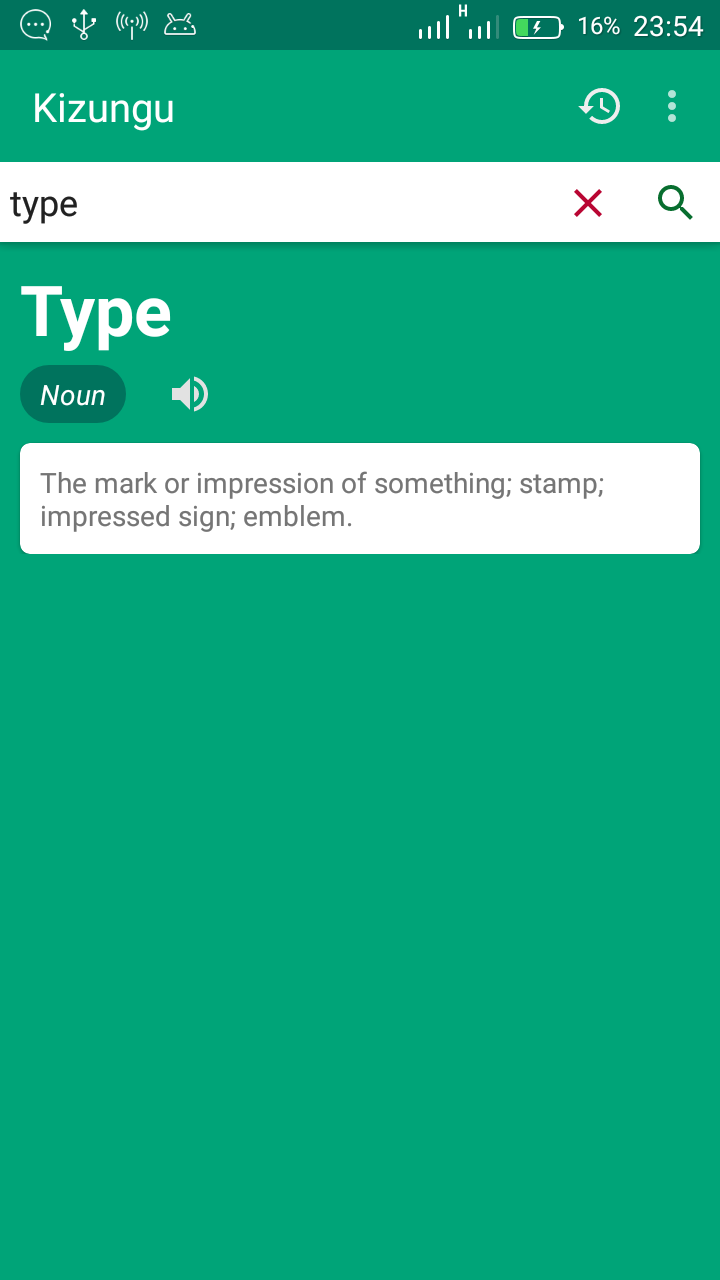 H
16% 23:54
Kizungu
type
Type
Noun
The mark or impression of something; stamp;
impressed sign; emblem.